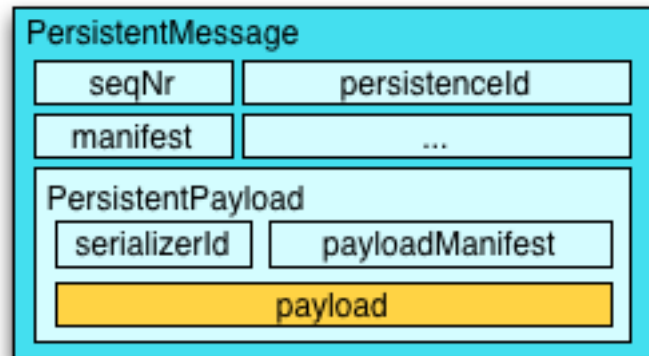 PersistentMessage
seqNr persistenceId
manifest ...
PersistentPayload
serializerId payloadManifest
payload